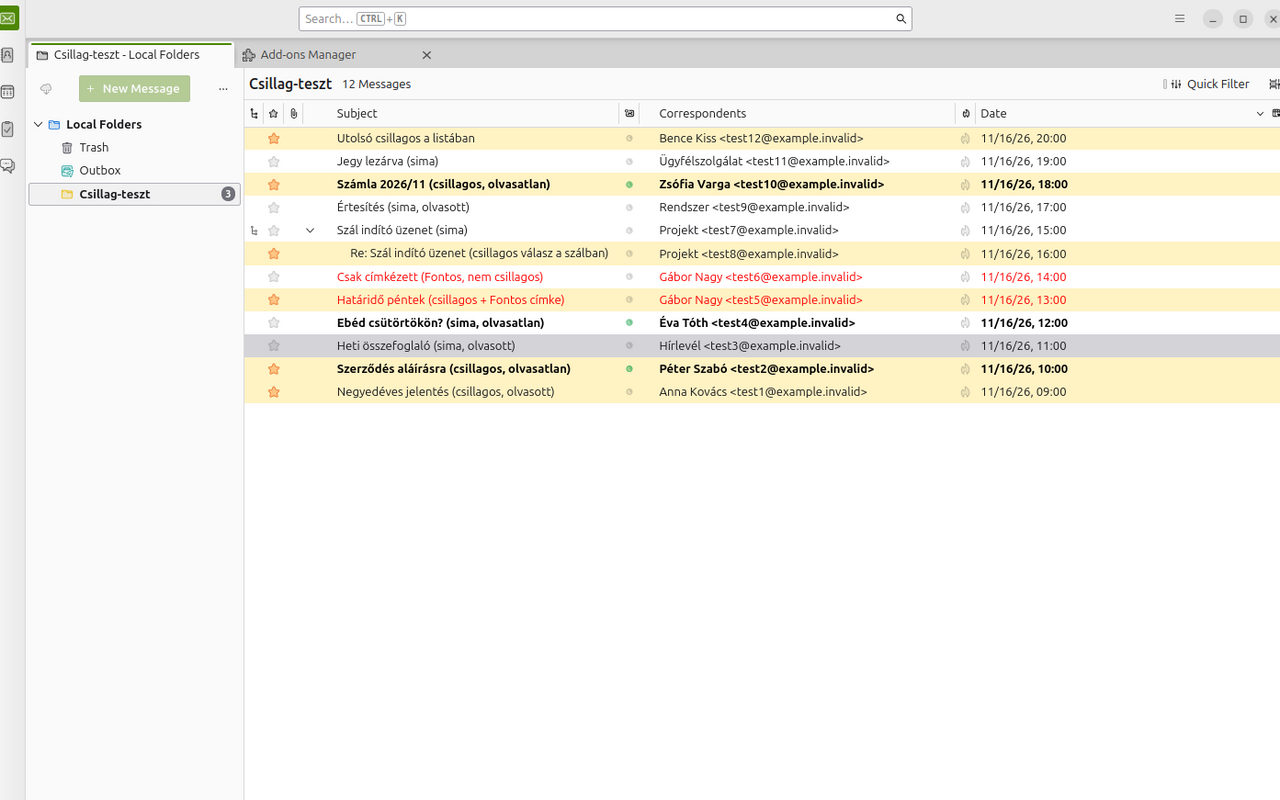 Search… CTRL + K
Csillag-teszt - Local Folders Add-ons Manager
New Message Csillag-teszt 12 Messages Quick Filter
Subject Correspondents Date
Local Folders
Trash
Outbox
Csillag-teszt 3
Utolsó csillagos a listában Bence Kiss <test12@example.invalid> 11/16/26, 20:00
Jegy lezárva (sima) Ügyfélszolgálat <test11@example.invalid> 11/16/26, 19:00
Számla 2026/11 (csillagos, olvasatlan) Zsófia Varga <test10@example.invalid> 11/16/26, 18:00
Értesítés (sima, olvasott) Rendszer <test9@example.invalid> 11/16/26, 17:00
Szál indító üzenet (sima) Projekt <test7@example.invalid> 11/16/26, 15:00
Re: Szál indító üzenet (csillagos válasz a szálban) Projekt <test8@example.invalid> 11/16/26, 16:00
Csak címkézett (Fontos, nem csillagos) Gábor Nagy <test6@example.invalid> 11/16/26, 14:00
Határidő péntek (csillagos + Fontos címke) Gábor Nagy <test5@example.invalid> 11/16/26, 13:00
Ebéd csütörtökön? (sima, olvasatlan) Éva Tóth <test4@example.invalid> 11/16/26, 12:00
Heti összefoglaló (sima, olvasott) Hírlevél <test3@example.invalid> 11/16/26, 11:00
Szerződés aláírásra (csillagos, olvasatlan) Péter Szabó <test2@example.invalid> 11/16/26, 10:00
Negyedéves jelentés (csillagos, olvasott) Anna Kovács <test1@example.invalid> 11/16/26, 09:00